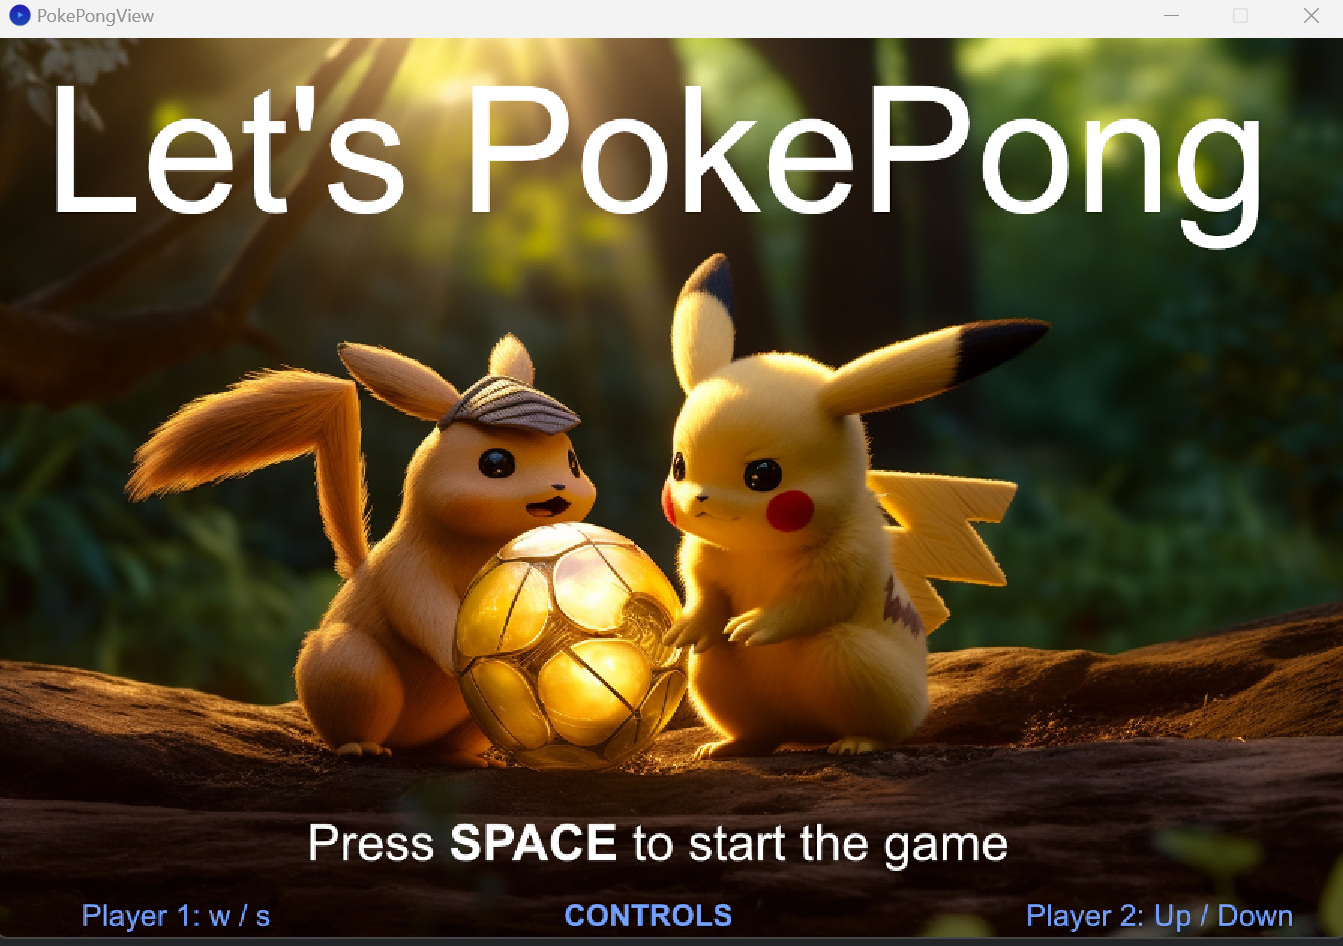 PokePongView
Let's PokePong
Press SPACE to start the game
Player 1: w / s CONTROLS Player 2: Up / Down